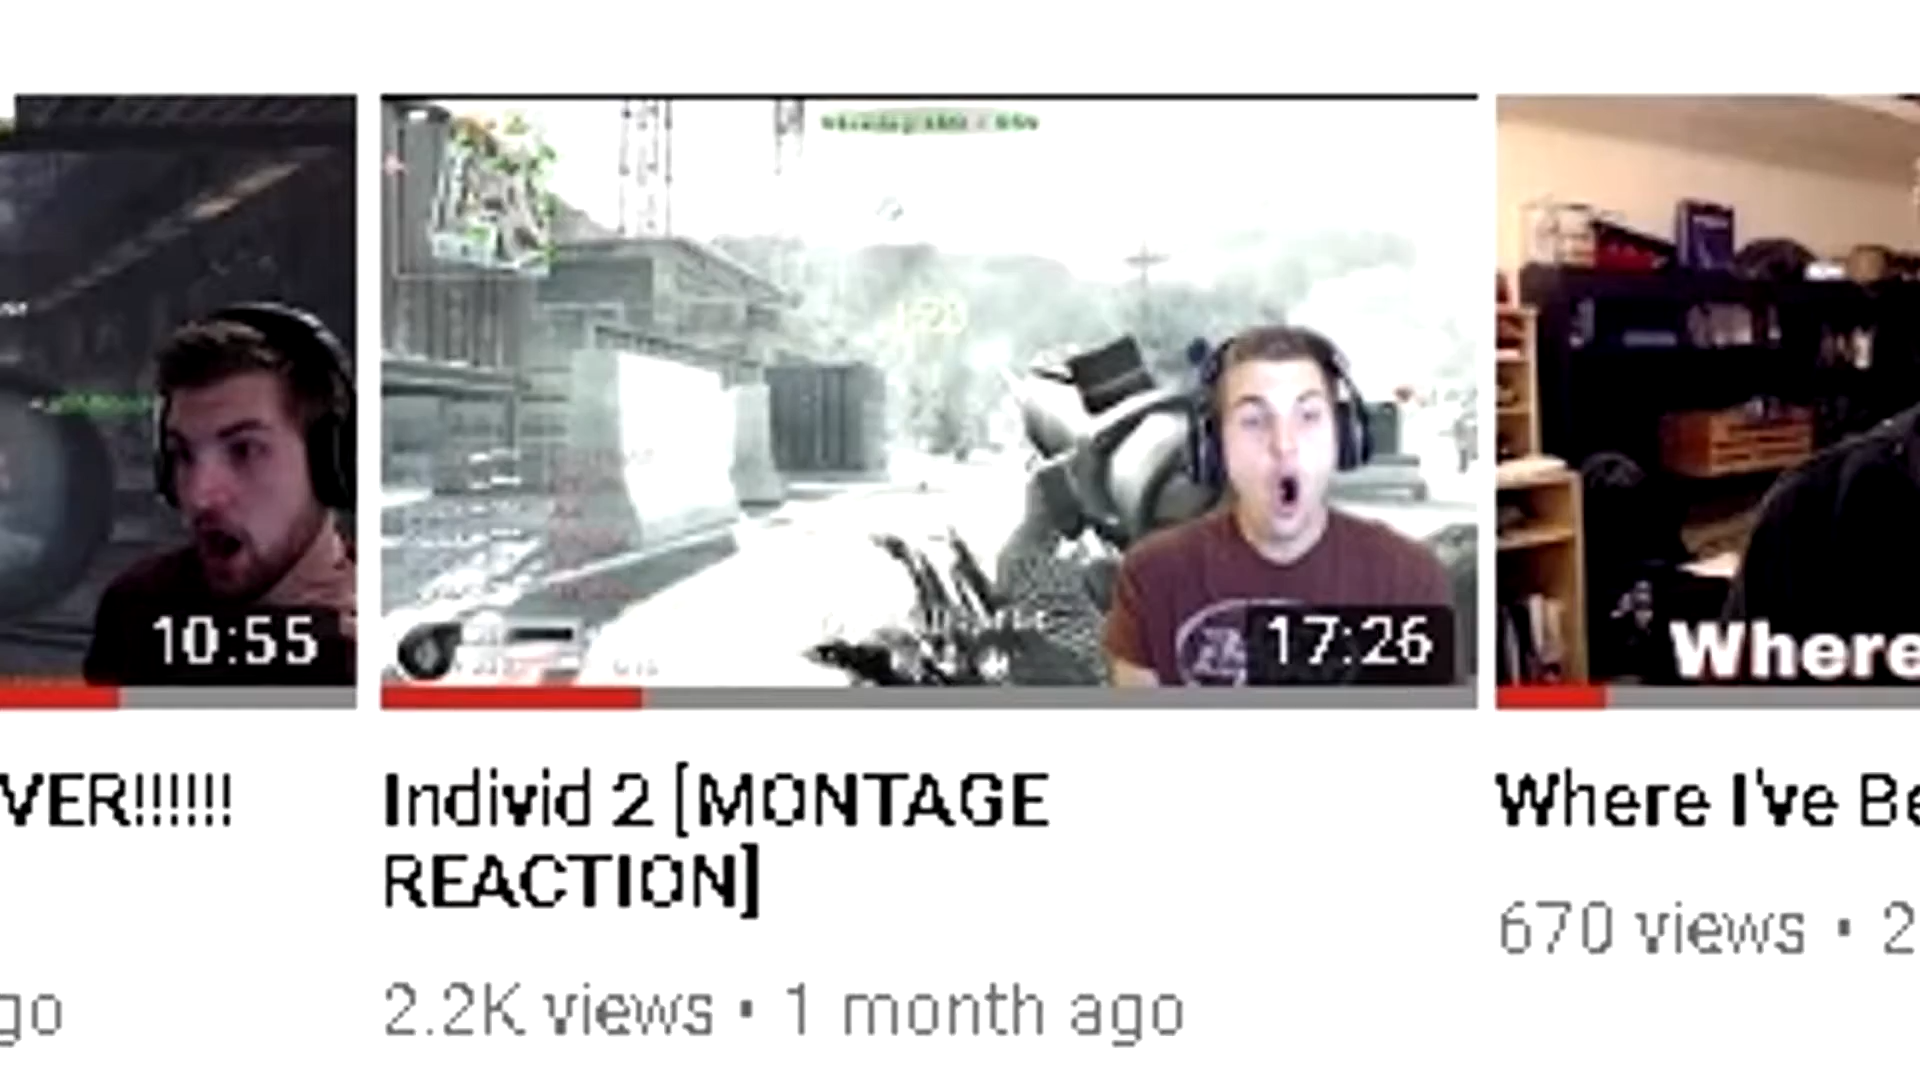 10:55
17:26
Where
VER!!!!!!
Individ 2 [MONTAGE
REACTION]
Where I've Be
670 views • 2
2.2K views • 1 month ago
go